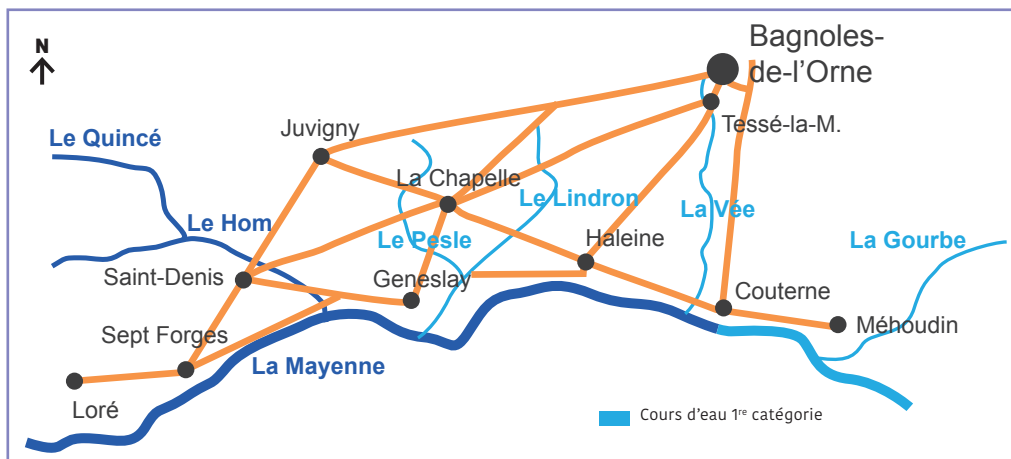 N
Bagnoles-
de-l'Orne
Tessé-la-M.
Juvigny
Le Quincé
La Chapelle
Le Lindron
La Vée
Le Hom
Le Pesle
Haleine
La Gourbe
Saint-Denis
Geneslay
Couterne
Méhoudin
Sept Forges
La Mayenne
Loré
Cours d'eau 1re catégorie